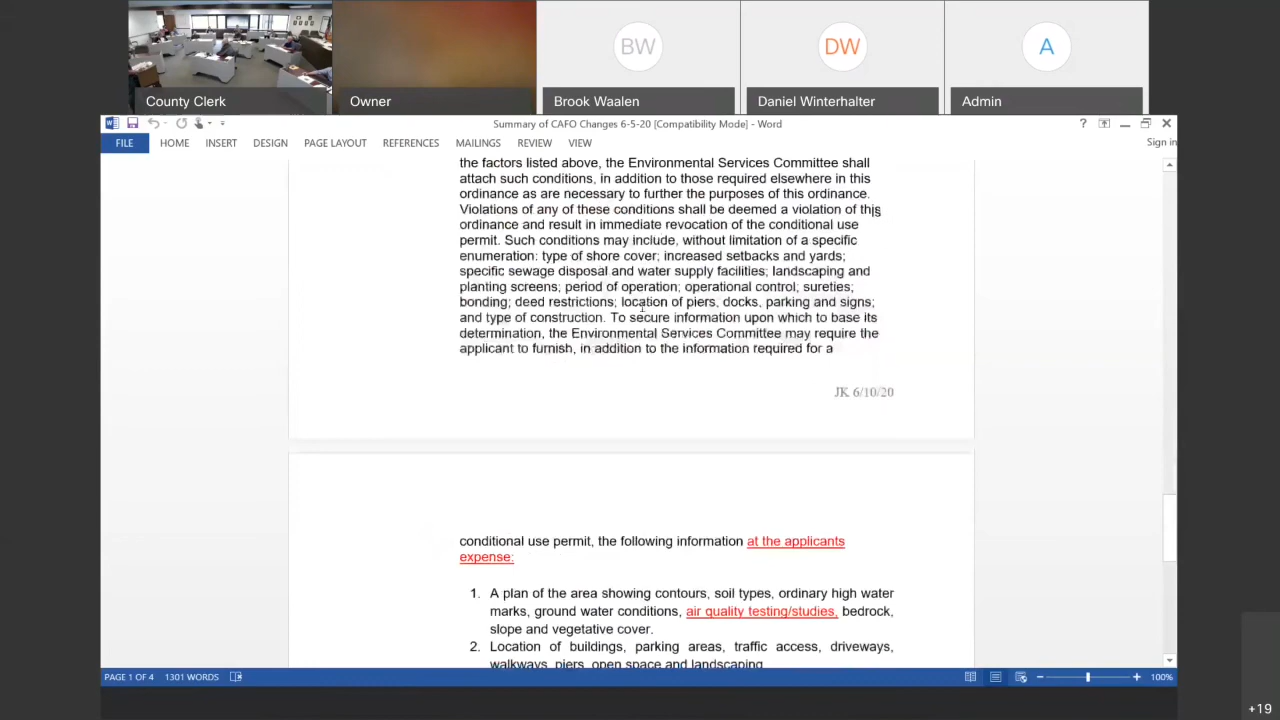 BW
DW
A
County Clerk
Owner
Brook Waalen
Daniel Winterhalter
Admin
Summary of CAFO Changes 6-5-20 [Compatibility Mode] - Word
FILE
HOME
INSERT
DESIGN
PAGE LAYOUT
REFERENCES
MAILINGS
REVIEW
VIEW
Sign in
the factors listed above, the Environmental Services Committee shall
attach such conditions, in addition to those required elsewhere in this
ordinance as are necessary to further the purposes of this ordinance.
Violations of any of these conditions shall be deemed a violation of this
ordinance and result in immediate revocation of the conditional use
permit. Such conditions may include, without limitation of a specific
enumeration: type of shore cover; increased setbacks and yards;
specific sewage disposal and water supply facilities; landscaping and
planting screens; period of operation; operational control; sureties;
bonding; deed restrictions; location of piers, docks, parking and signs;
and type of construction. To secure information upon which to base its
determination, the Environmental Services Committee may require the
applicant to furnish, in addition to the information required for a
JK 6/10/20
conditional use permit, the following information at the applicants
expense:
1. A plan of the area showing contours, soil types, ordinary high water
marks, ground water conditions, air quality testing/studies, bedrock,
slope and vegetative cover.
2. Location of buildings, parking areas, traffic access, driveways,
walkways, piers, open space and landscaping
PAGE 1 OF 4
1301 WORDS
100%
+19